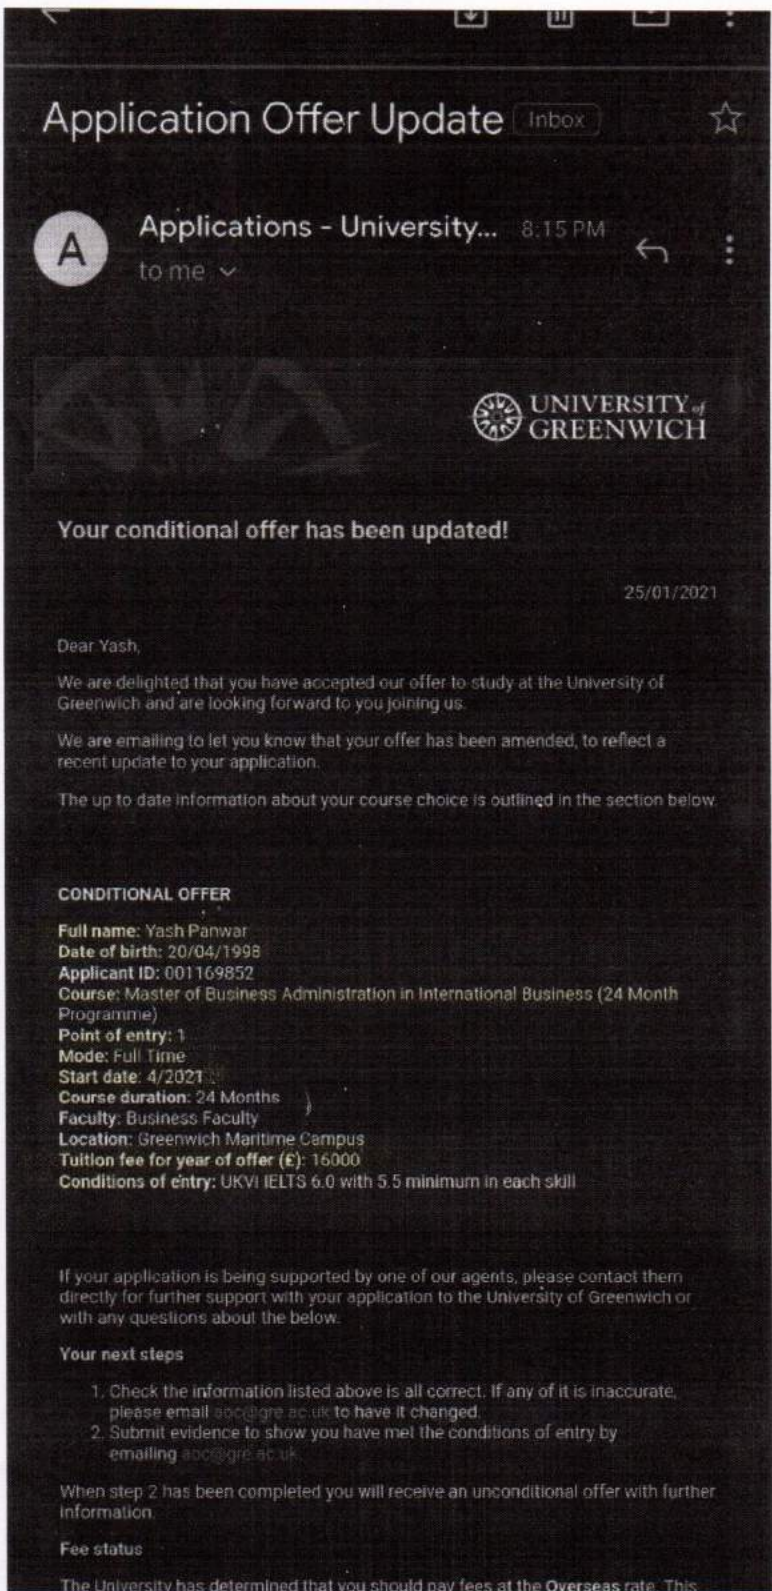 Application Offer Update Inbox
A
Applications - University... 8:15 PM
to me
UNIVERSITY of
GREENWICH
Your conditional offer has been updated!
25/01/2021
Dear Yash,
We are delighted that you have accepted our offer to study at the University of
Greenwich and are looking forward to you joining us.
We are emailing to let you know that your offer has been amended, to reflect a
recent update to your application.
The up to date information about your course choice is outlined in the section below.
CONDITIONAL OFFER
Full name: Yash Panwar
Date of birth: 20/04/1998
Applicant ID: 001169852
Course: Master of Business Administration in International Business (24 Month
Programme)
Point of entry: 1
Mode: Full Time
Start date: 4/2021
Course duration: 24 Months
Faculty: Business Faculty
Location: Greenwich Maritime Campus
Tuition fee for year of offer (£): 16000
Conditions of entry: UKVI IELTS 6.0 with 5.5 minimum in each skill
If your application is being supported by one of our agents, please contact them
directly for further support with your application to the University of Greenwich or
with any questions about the below.
Your next steps
1. Check the information listed above is all correct. If any of it is inaccurate,
please email aoc@gre.ac.uk to have it changed.
2. Submit evidence to show you have met the conditions of entry by
emailing aoc@gre.ac.uk
When step 2 has been completed you will receive an unconditional offer with further
information.
Fee status
The University has determined that you should pay fees at the Overseas rate. This